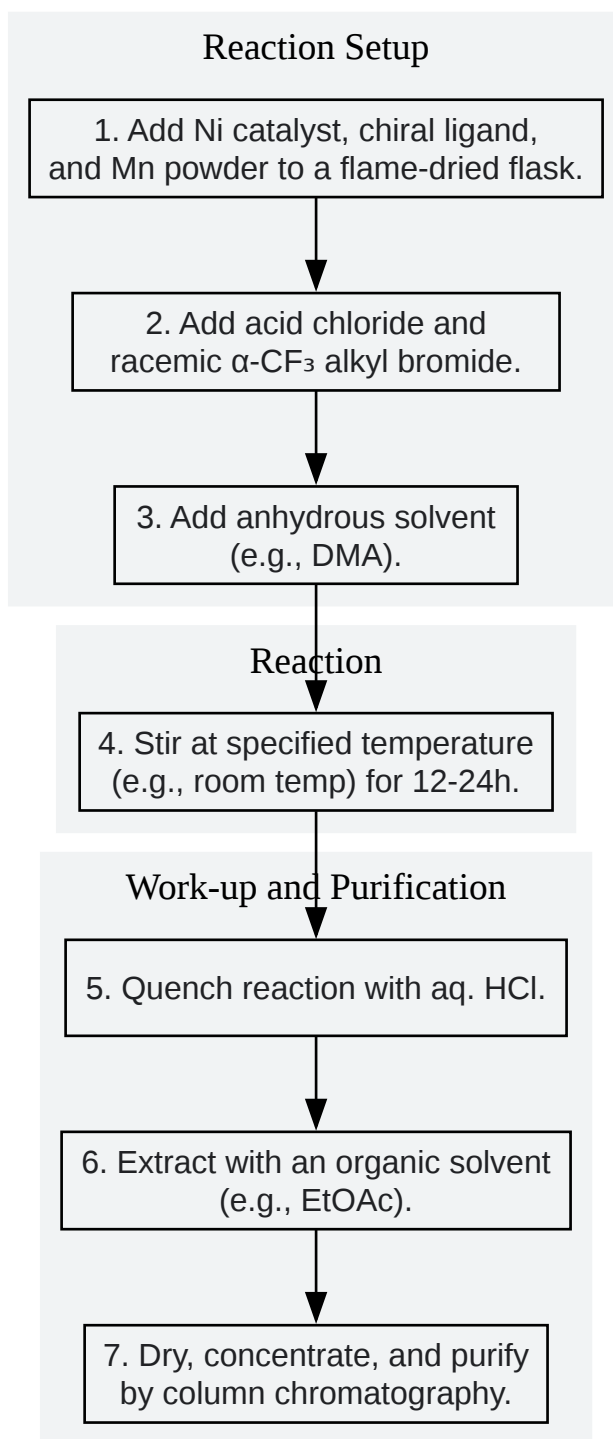 Reaction Setup
1. Add Ni catalyst, chiral ligand,
and Mn powder to a flame-dried flask.
2. Add acid chloride and
racemic α-CF₃ alkyl bromide.
3. Add anhydrous solvent
(e.g., DMA).
Reaction
4. Stir at specified temperature
(e.g., room temp) for 12-24h.
Work-up and Purification
5. Quench reaction with aq. HCl.
6. Extract with an organic solvent
(e.g., EtOAc).
7. Dry, concentrate, and purify
by column chromatography.